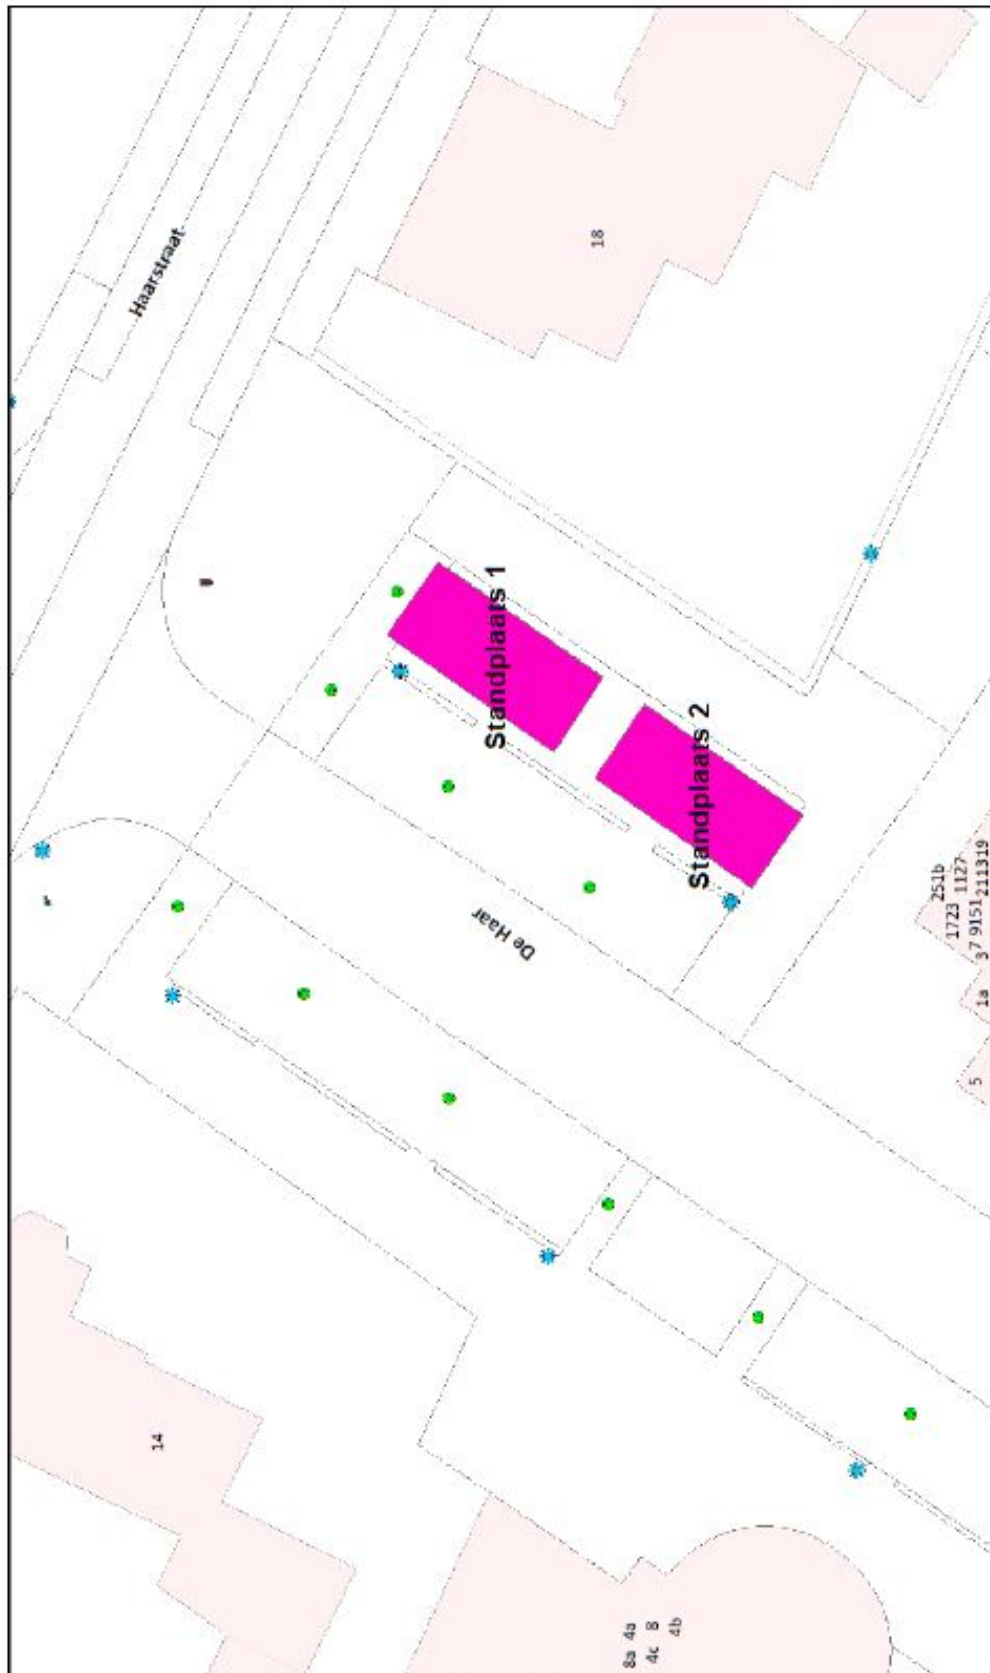 Haarstraat
18
Standplaats 1
Standplaats 2
De Haar
251b
1723 1127
3 7 9151 211319
1a
5
14
8a 4a
4c 8
4b